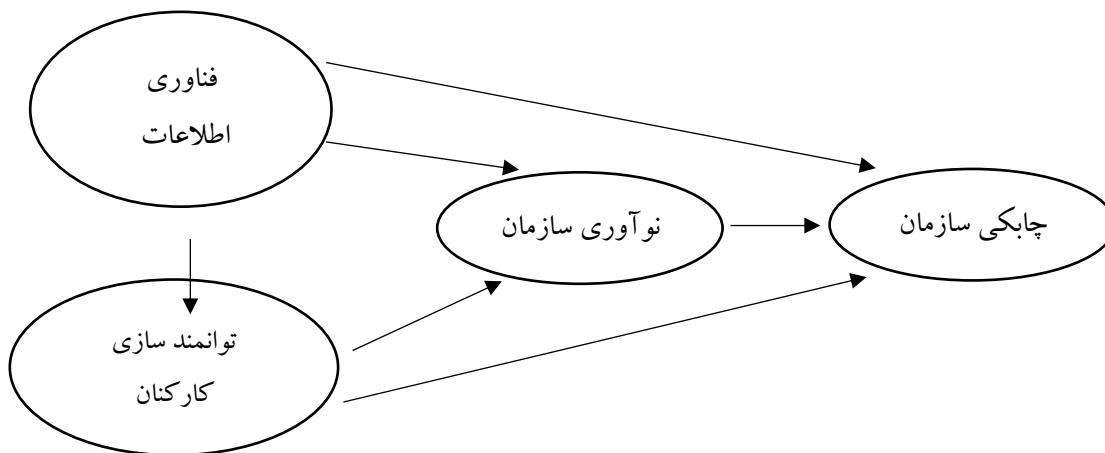 فناوری
اطلاعات
نوآوری سازمان
چابکی سازمان
توانمند سازی
کارکنان